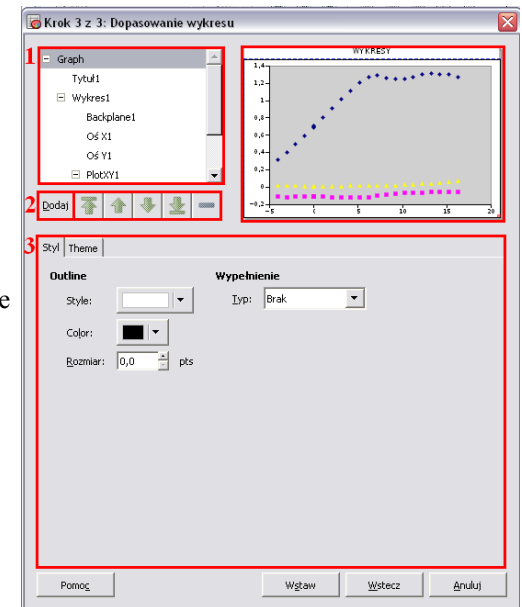 Krok 3 z 3: Dopasowanie wykresu
1
Graph
Tytuł1
Wykres1
Backplane1
Oś X1
Oś Y1
PlotXY1
WYKRESY
1,4
1,2
1
0,8
0,6
0,4
0,2
0
-0,2
-5 0 5 10 15 20
2
Dodaj
3
Styl Theme
Outline Wypełnienie
Style: Typ: Brak
e
Color:
Rozmiar: 0,0 pts
Pomoc Wstaw Wstecz Anuluj